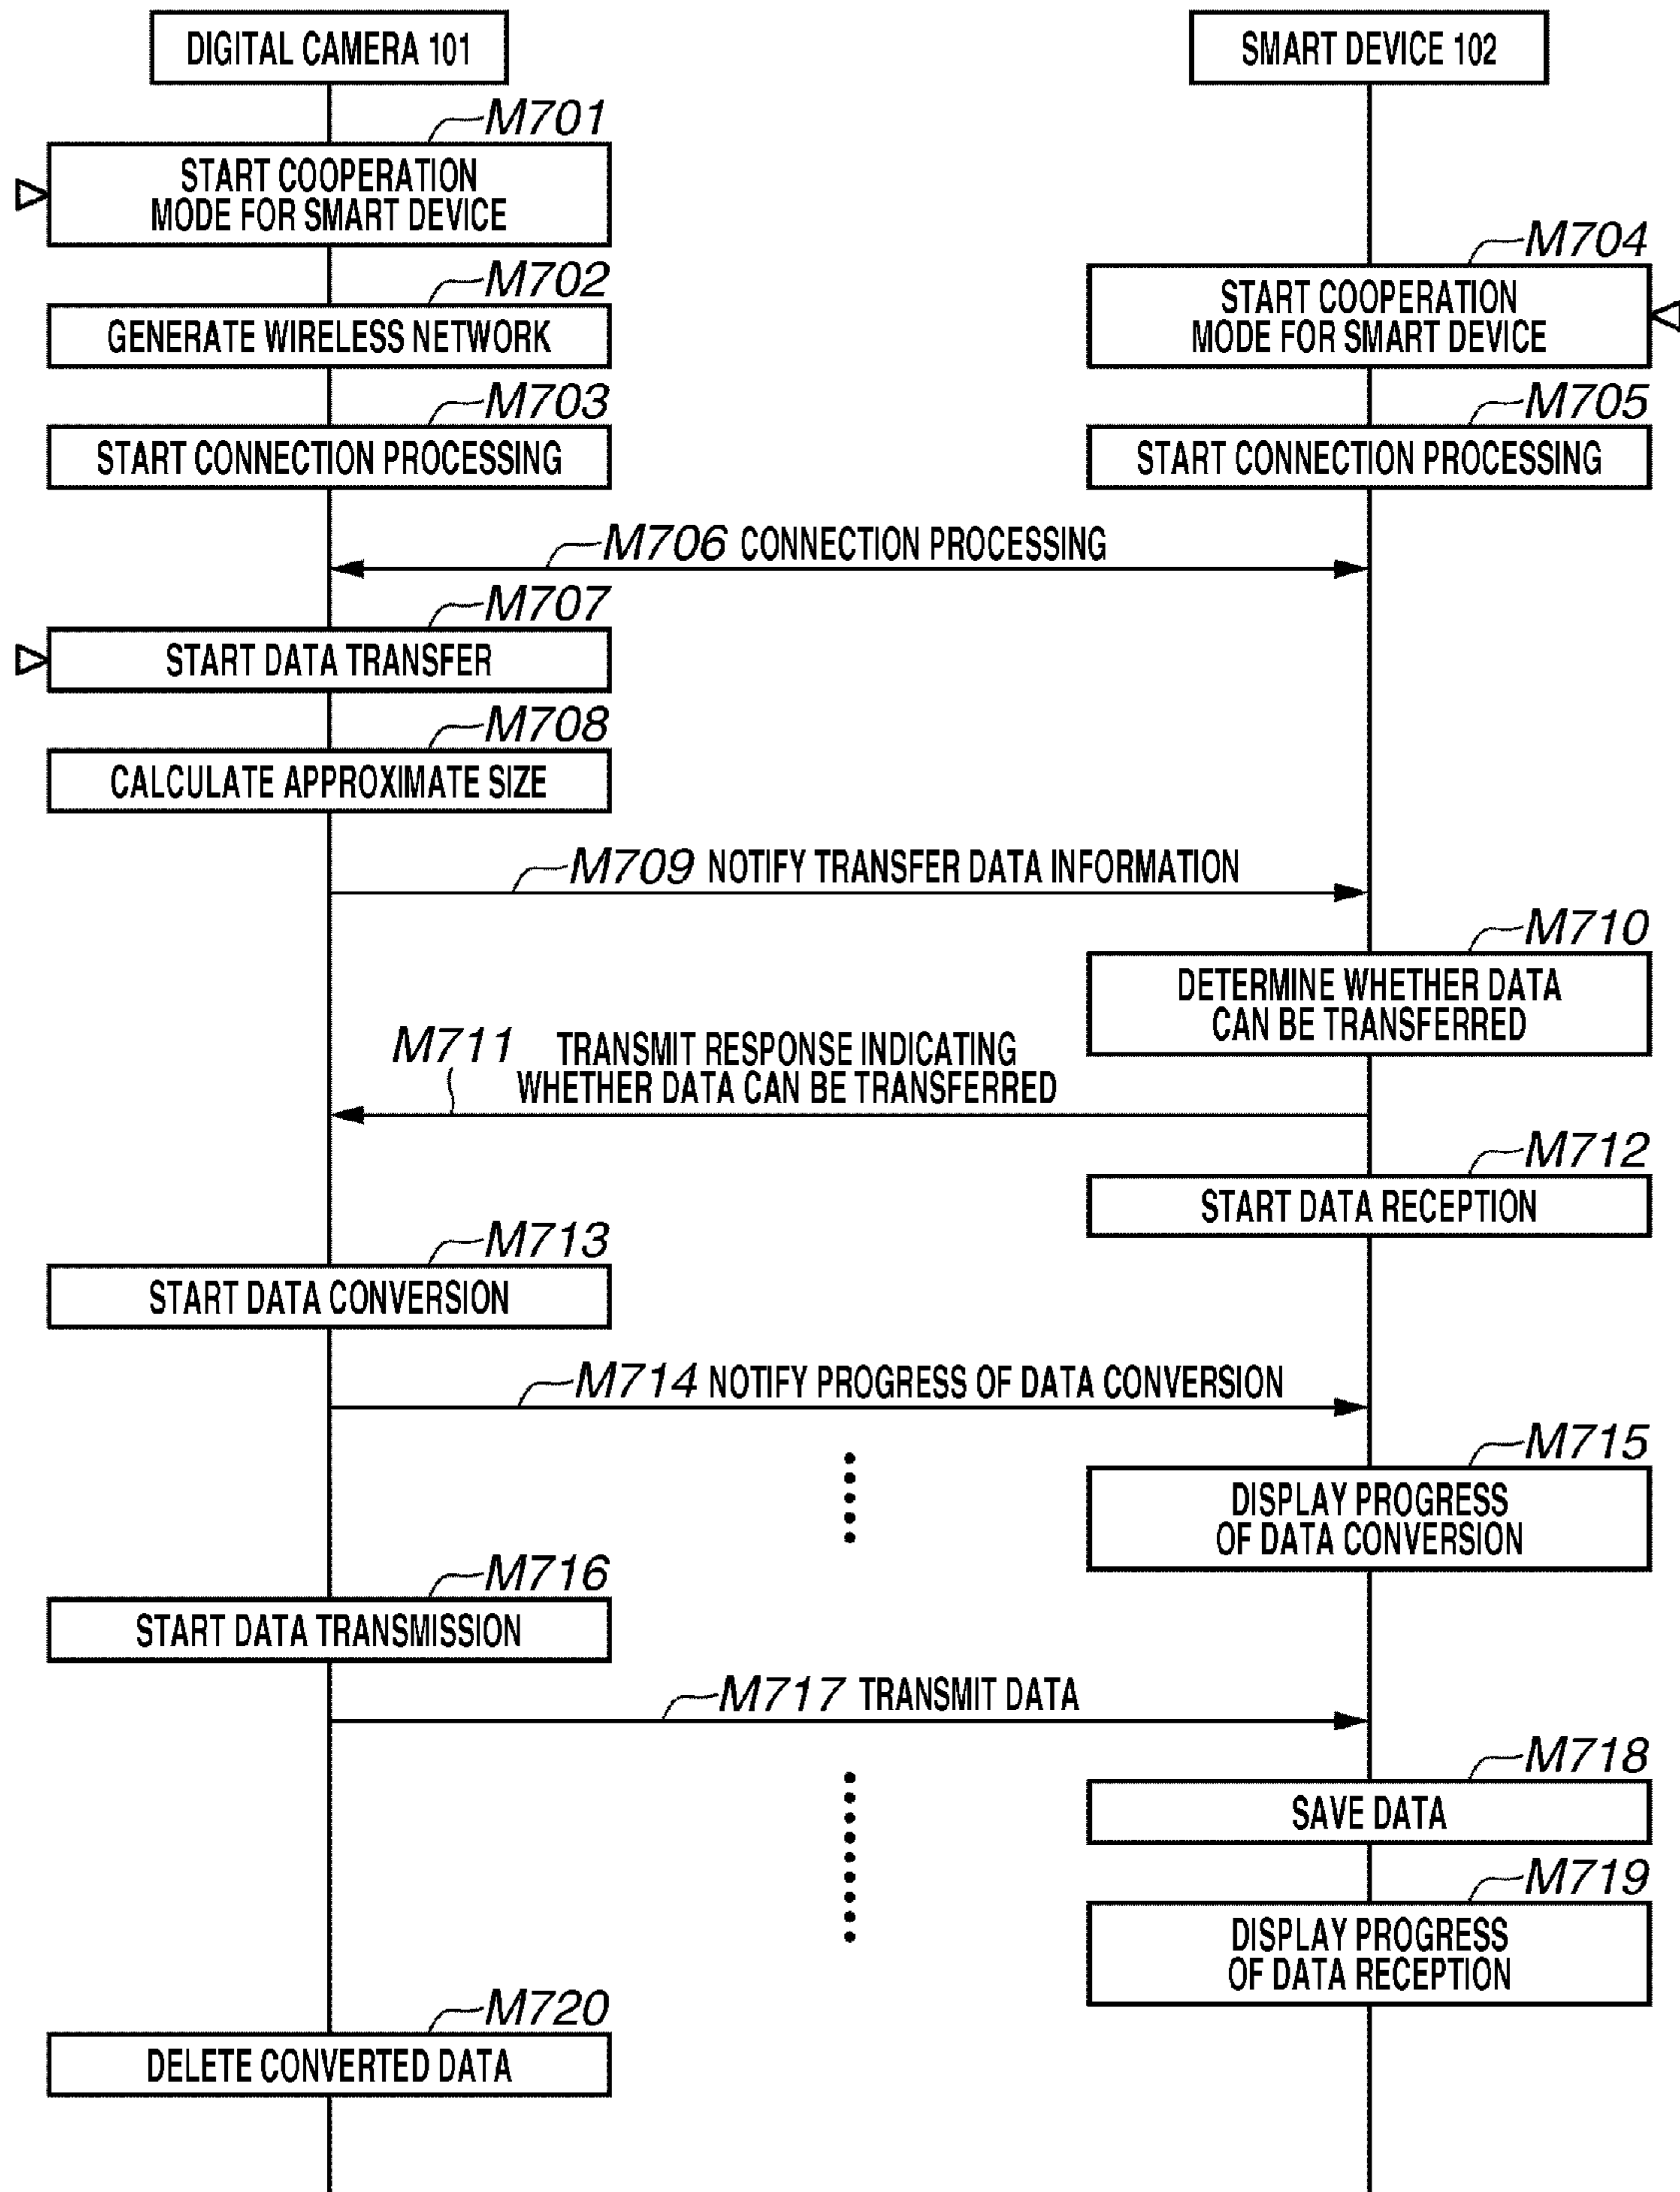 DIGITAL CAMERA 101
SMART DEVICE 102
M701
START COOPERATION
MODE FOR SMART DEVICE
M702
GENERATE WIRELESS NETWORK
M704
START COOPERATION
MODE FOR SMART DEVICE
M703
START CONNECTION PROCESSING
M705
START CONNECTION PROCESSING
M706 CONNECTION PROCESSING
M707
START DATA TRANSFER
M708
CALCULATE APPROXIMATE SIZE
M709 NOTIFY TRANSFER DATA INFORMATION
M710
DETERMINE WHETHER DATA
CAN BE TRANSFERRED
M711 TRANSMIT RESPONSE INDICATING
WHETHER DATA CAN BE TRANSFERRED
M712
START DATA RECEPTION
M713
START DATA CONVERSION
M714 NOTIFY PROGRESS OF DATA CONVERSION
M715
DISPLAY PROGRESS
OF DATA CONVERSION
M716
START DATA TRANSMISSION
M717 TRANSMIT DATA
M718
SAVE DATA
M719
DISPLAY PROGRESS
OF DATA RECEPTION
M720
DELETE CONVERTED DATA